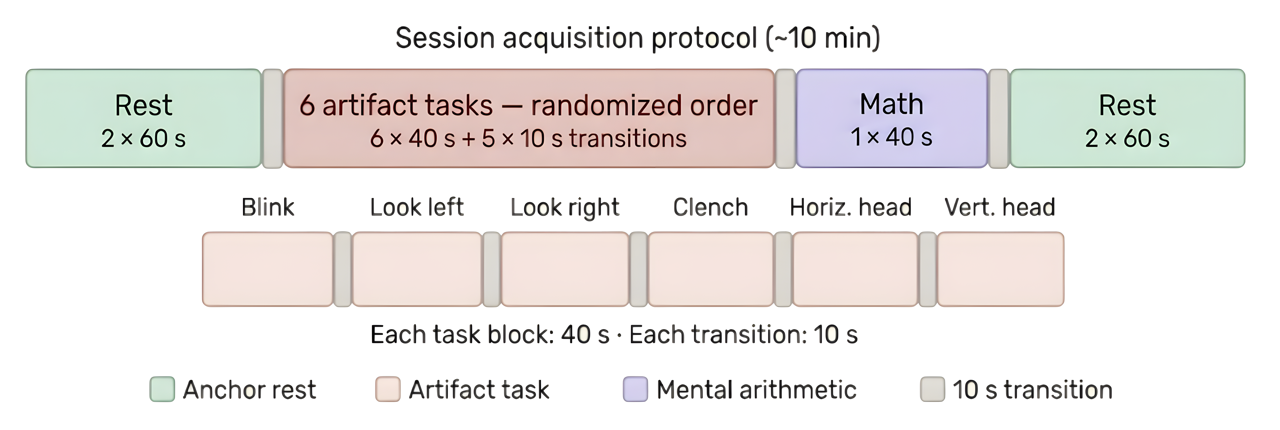 Session acquisition protocol (~10 min)
Rest
2 × 60 s
6 artifact tasks — randomized order
6 × 40 s + 5 × 10 s transitions
Math
1 × 40 s
Rest
2 × 60 s
Blink
Look left
Look right
Clench
Horiz. head
Vert. head
Each task block: 40 s · Each transition: 10 s
Anchor rest
Artifact task
Mental arithmetic
10 s transition